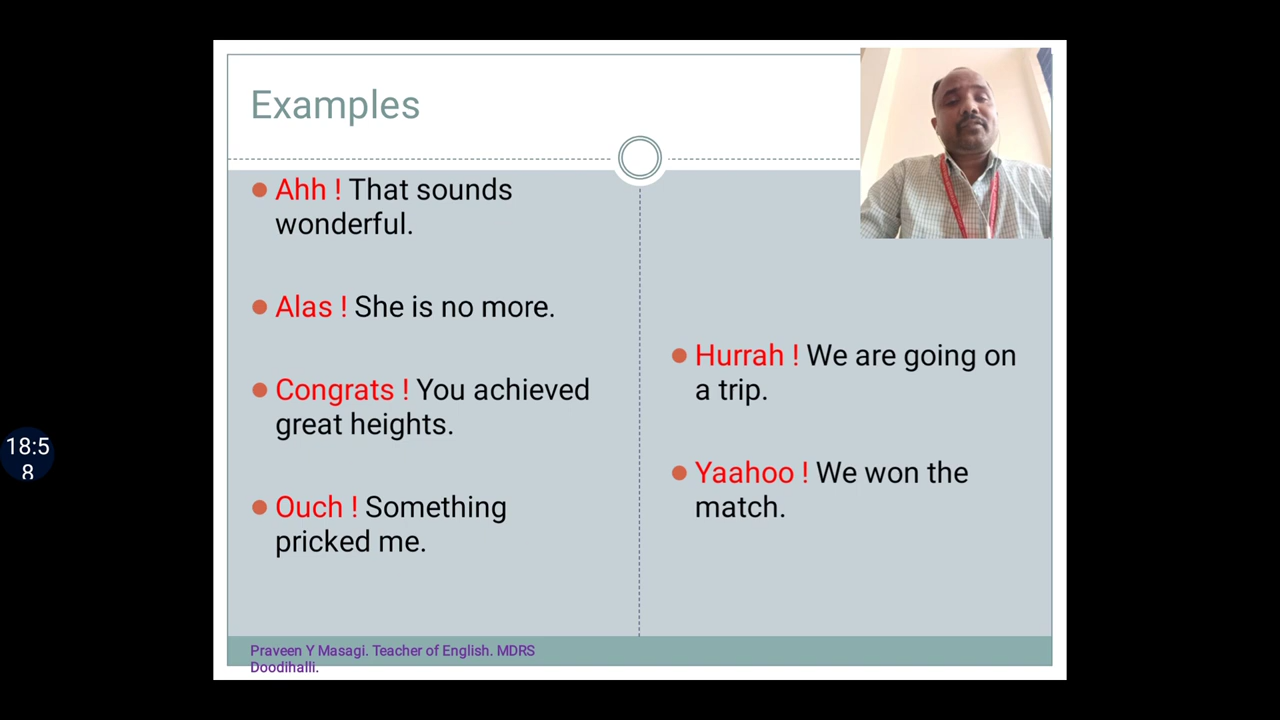 Examples
Ahh ! That sounds
wonderful.
Alas ! She is no more.
Congrats ! You achieved
great heights.
Ouch ! Something
pricked me.
Hurrah ! We are going on
a trip.
Yaahoo ! We won the
match.
18:5
8
Praveen Y Masagi. Teacher of English. MDRS
Doodihalli.